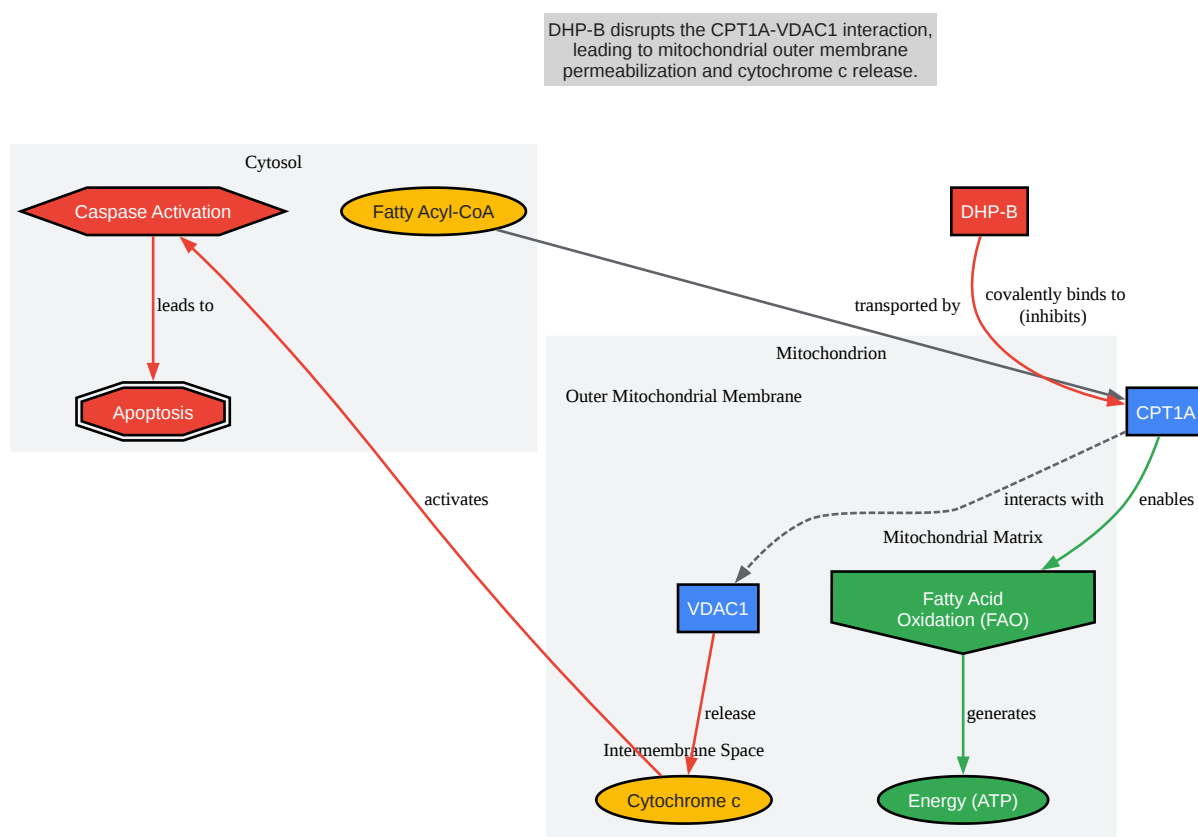 DHP-B disrupts the CPT1A-VDAC1 interaction,
leading to mitochondrial outer membrane
permeabilization and cytochrome c release.
Cytosol
Caspase Activation
Fatty Acyl-CoA
DHP-B
leads to
transported by
covalently binds to
(inhibits)
Mitochondrion
Outer Mitochondrial Membrane
Apoptosis
CPT1A
activates
interacts with
enables
Mitochondrial Matrix
VDAC1
Fatty Acid
Oxidation (FAO)
release
generates
Intermembrane Space
Cytochrome c
Energy (ATP)